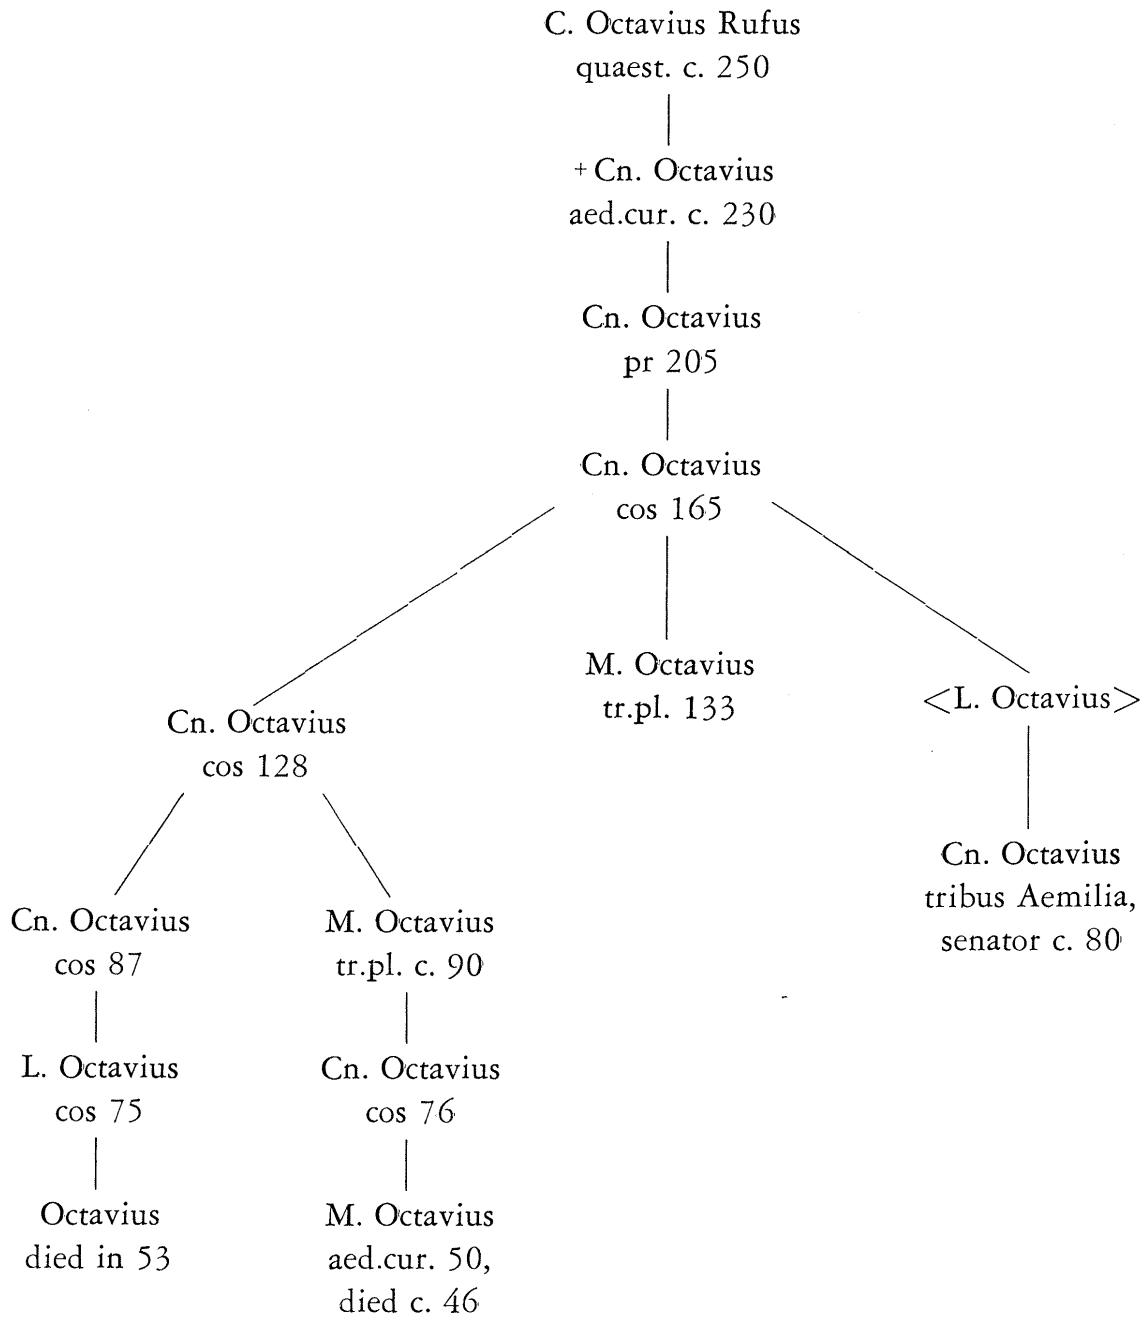 C. Octavius Rufus
quaest. c. 250
+ Cn. Octavius
aed.cur. c. 230
Cn. Octavius
pr 205
Cn. Octavius
cos 165
M. Octavius
tr.pl. 133
<L. Octavius>
Cn. Octavius
cos 128
Cn. Octavius
tribus Aemilia,
senator c. 80
Cn. Octavius
cos 87
M. Octavius
tr.pl. c. 90
L. Octavius
cos 75
Cn. Octavius
cos 76
Octavius
died in 53
M. Octavius
aed.cur. 50,
died c. 46